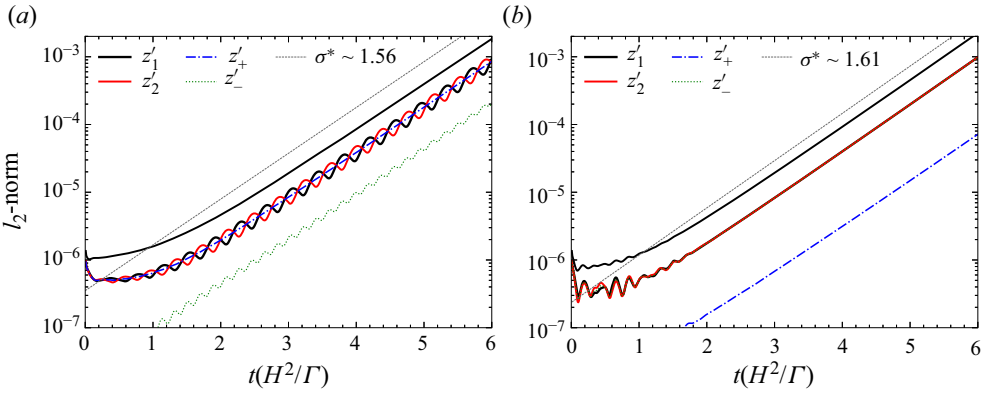 (a)
(b)
l₂-norm
10⁻³
10⁻⁴
10⁻⁵
10⁻⁶
10⁻⁷
z′₁
z′₂
z′₊
z′₋
σ* ~ 1.56
0 1 2 3 4 5 6
t(H²/Γ)
10⁻³
10⁻⁴
10⁻⁵
10⁻⁶
10⁻⁷
z′₁
z′₂
z′₊
z′₋
σ* ~ 1.61
0 1 2 3 4 5 6
t(H²/Γ)